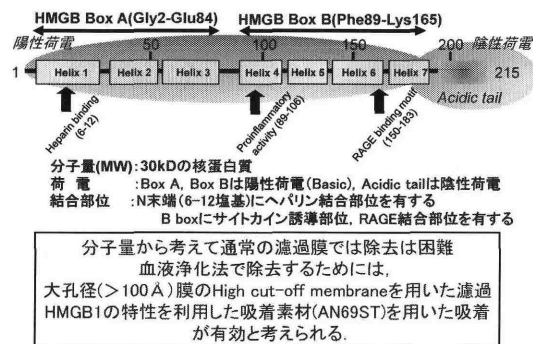 HMGB Box A(Gly2-Glu84) HMGB Box B(Phe89-Lys165)
陽性荷電 50 100 150 200 陰性荷電
1 Helix 1 Helix 2 Helix 3 Helix 4 Helix 5 Helix 6 Helix 7 215
Acidic tail
Heparin binding
(6-12)
Proinflammatory
activity (89-106)
RAGE binding motif
(150-183)
分子量(MW):30kDの核蛋白質
荷 電 :Box A, Box Bは陽性荷電(Basic), Acidic tailは陰性荷電
結合部位 :N末端(6-12塩基)にヘパリン結合部位を有する
B boxにサイトカイン誘導部位, RAGE結合部位を有する
分子量から考えて通常の濾過膜では除去は困難
血液浄化法で除去するためには,
大孔径(>100Å)膜のHigh cut-off membraneを用いた濾過
HMGB1の特性を利用した吸着素材(AN69ST)を用いた吸着
が有効と考えられる.